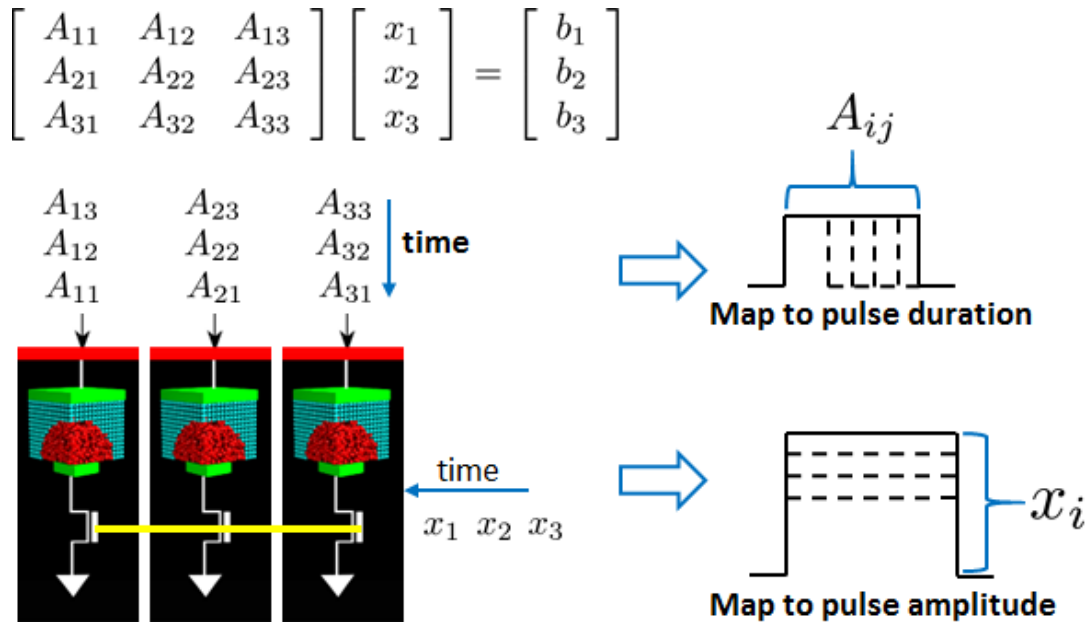 A₁₁ A₁₂ A₁₃ x₁ b₁
A₂₁ A₂₂ A₂₃ x₂ = b₂
A₃₁ A₃₂ A₃₃ x₃ b₃
A₁₃ A₂₃ A₃₃
A₁₂ A₂₂ A₃₂ time
A₁₁ A₂₁ A₃₁
Aᵢⱼ
Map to pulse duration
time
x₁ x₂ x₃
xᵢ
Map to pulse amplitude